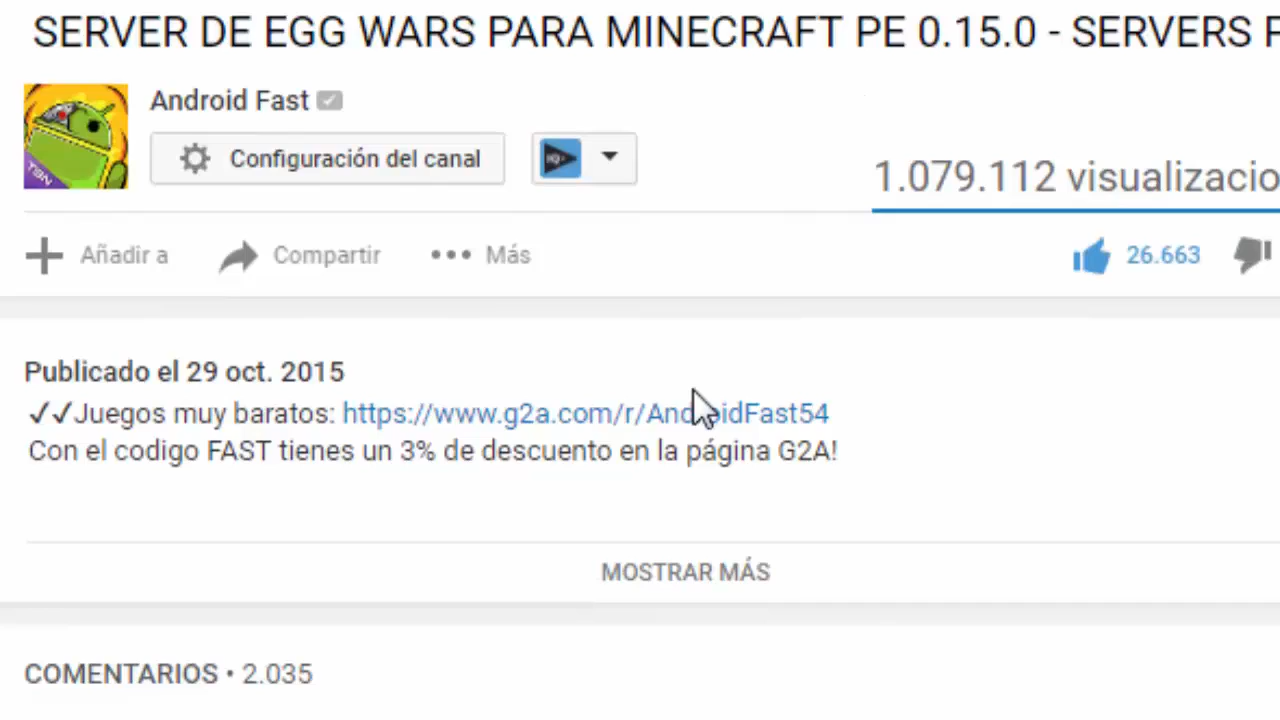 SERVER DE EGG WARS PARA MINECRAFT PE 0.15.0 - SERVERS P
Android Fast
Configuración del canal
1.079.112 visualizacio
Añadir a
Compartir
Más
26.663
Publicado el 29 oct. 2015
✓✓Juegos muy baratos: https://www.g2a.com/r/AndroidFast54
Con el codigo FAST tienes un 3% de descuento en la página G2A!
MOSTRAR MÁS
COMENTARIOS • 2.035